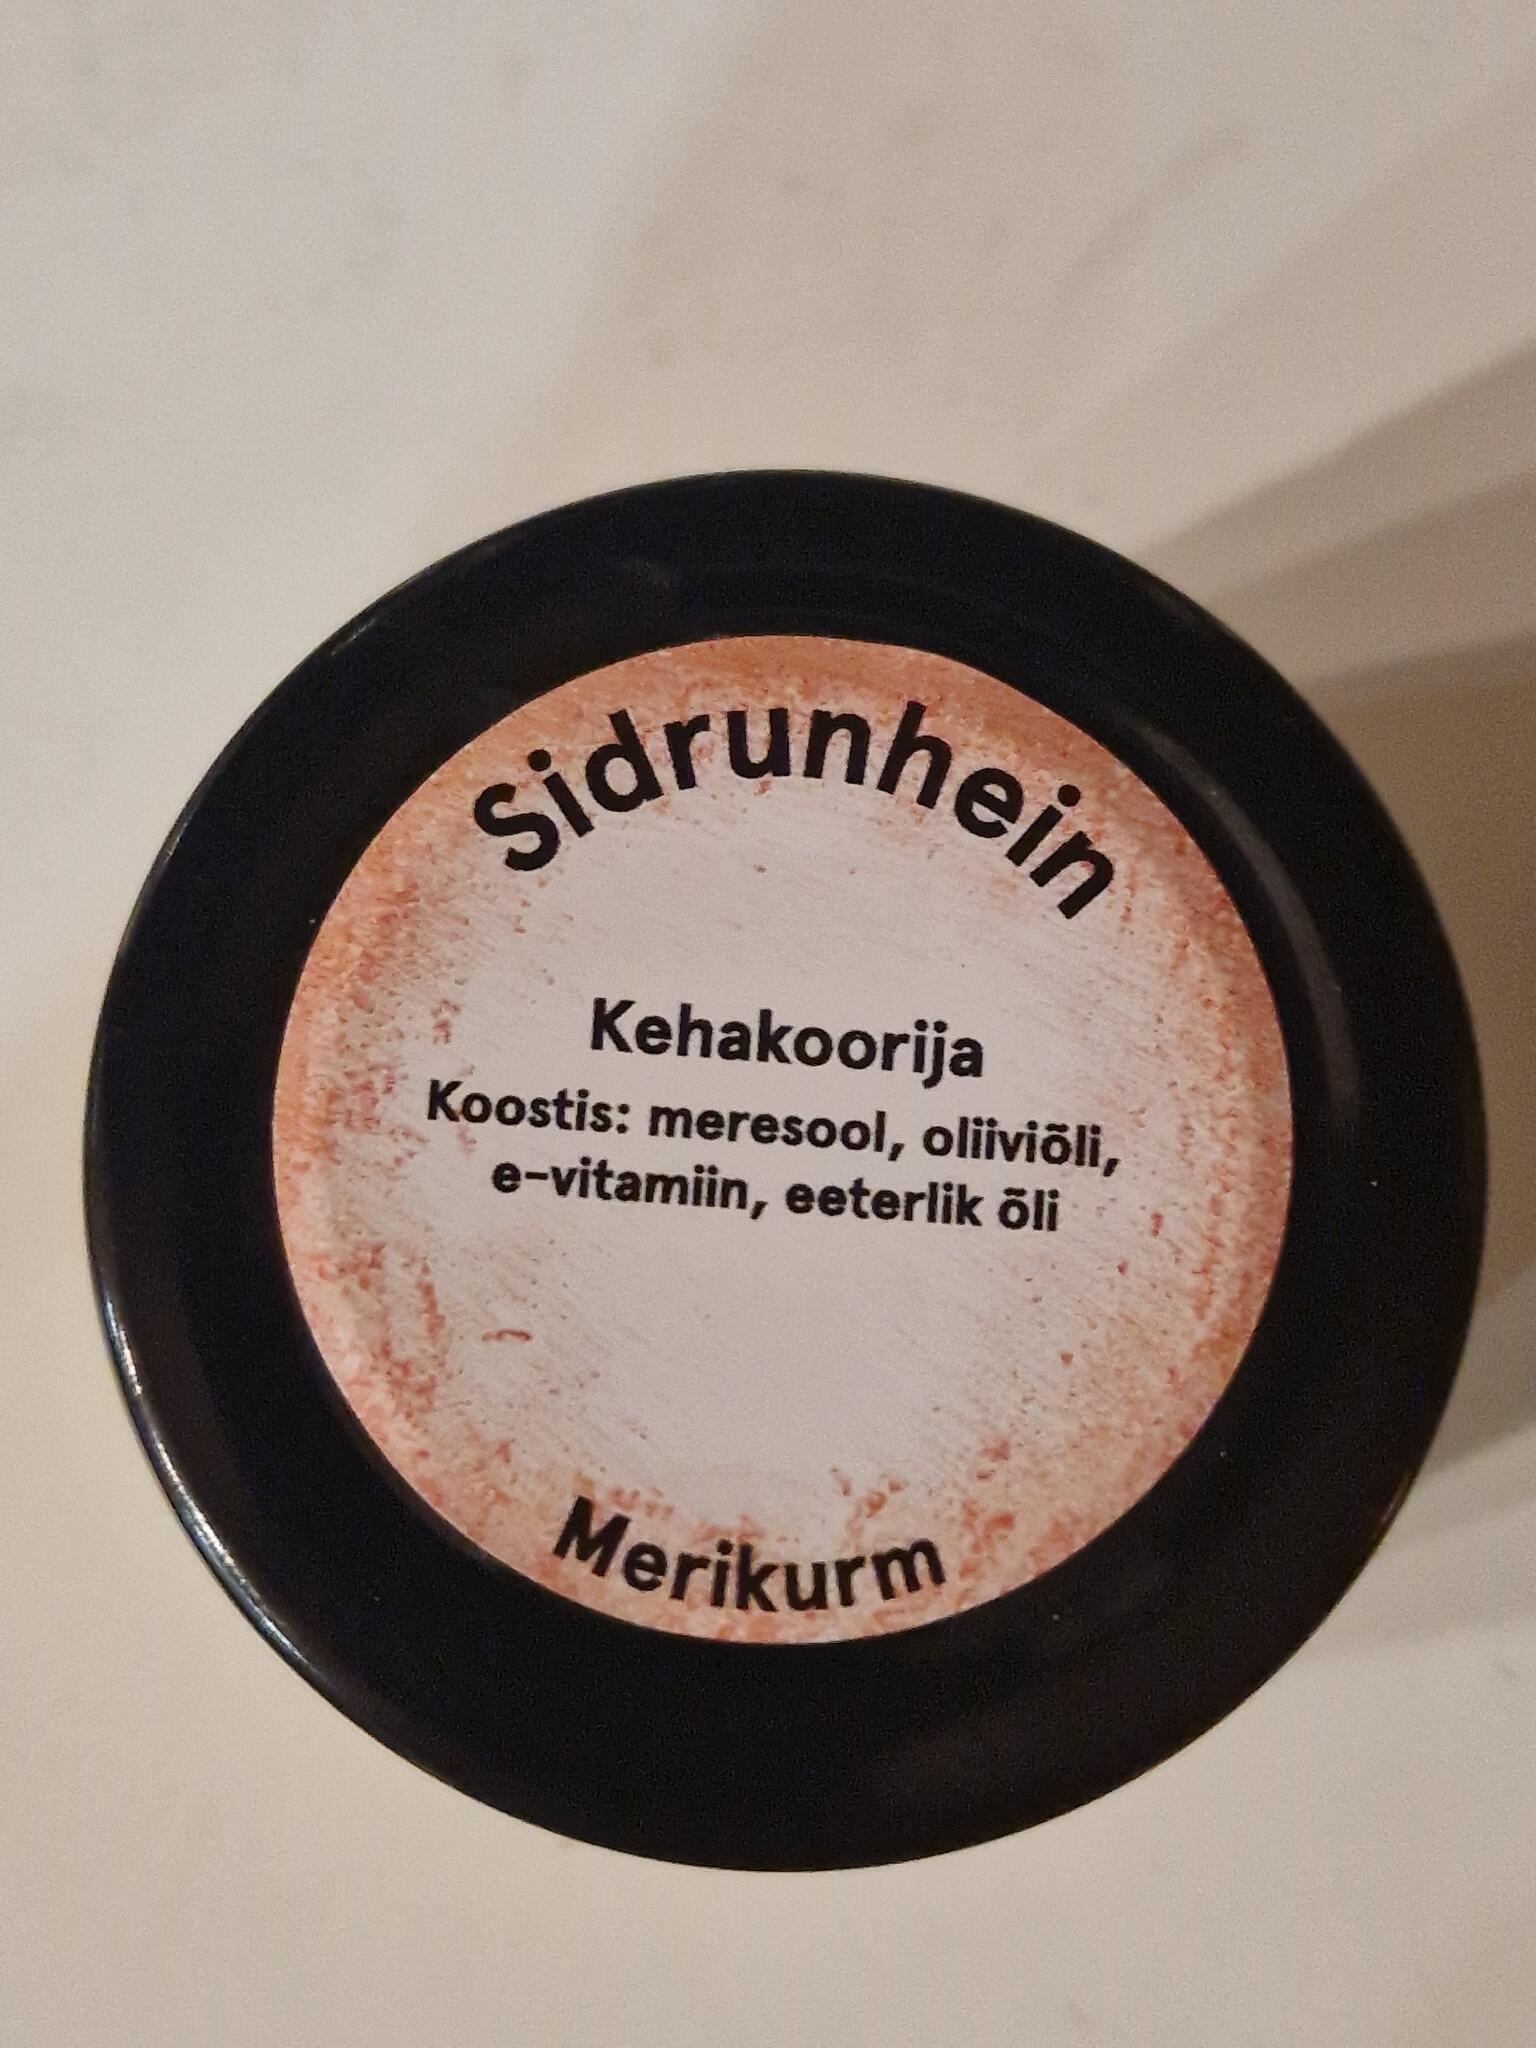 Sidrunhein
Kehakoorija
Koostis: meresool, oliiviõli,
e-vitamiin, eeterlik õli
Merikurm